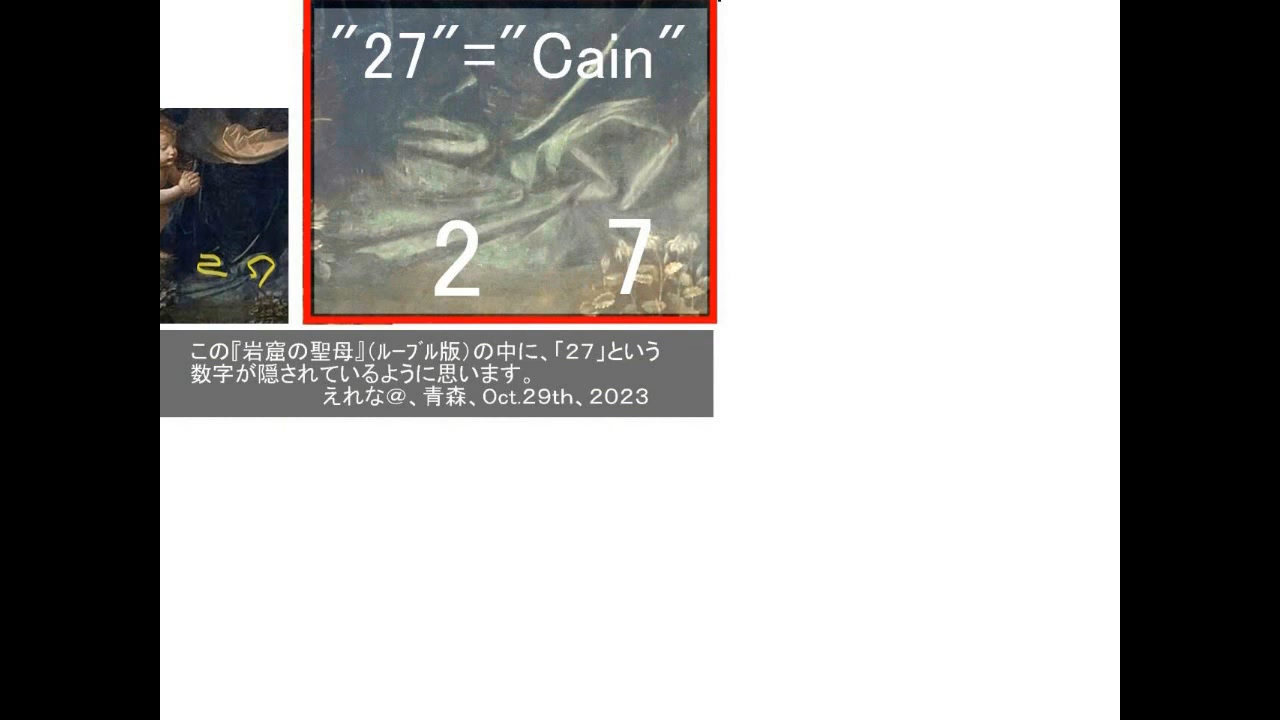 "27"="Cain"
2 7
27
この『岩窟の聖母』(ルーブル版)の中に、「27」という
数字が隠されているように思います。
えれな@、青森、Oct.29th、2023